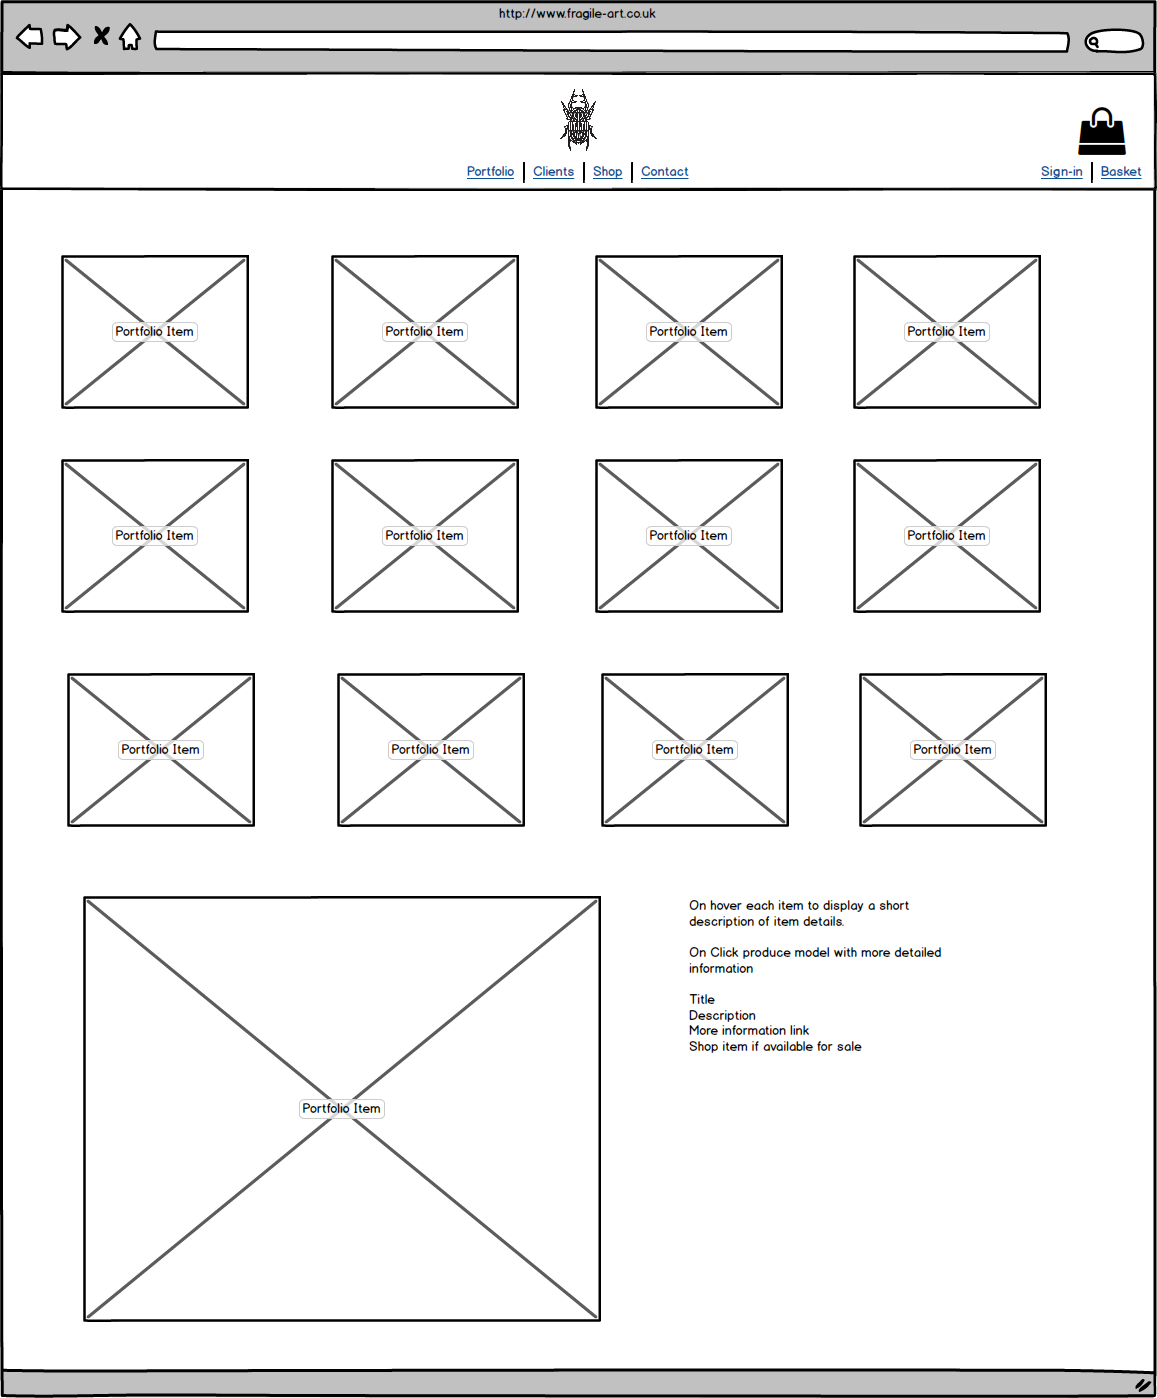 http://www.fragile-art.co.uk
Portfolio Clients Shop Contact Sign-in Basket
Portfolio Item Portfolio Item Portfolio Item Portfolio Item
Portfolio Item Portfolio Item Portfolio Item Portfolio Item
Portfolio Item Portfolio Item Portfolio Item Portfolio Item
Portfolio Item
On hover each item to display a short
description of item details.
On Click produce model with more detailed
information
Title
Description
More information link
Shop item if available for sale